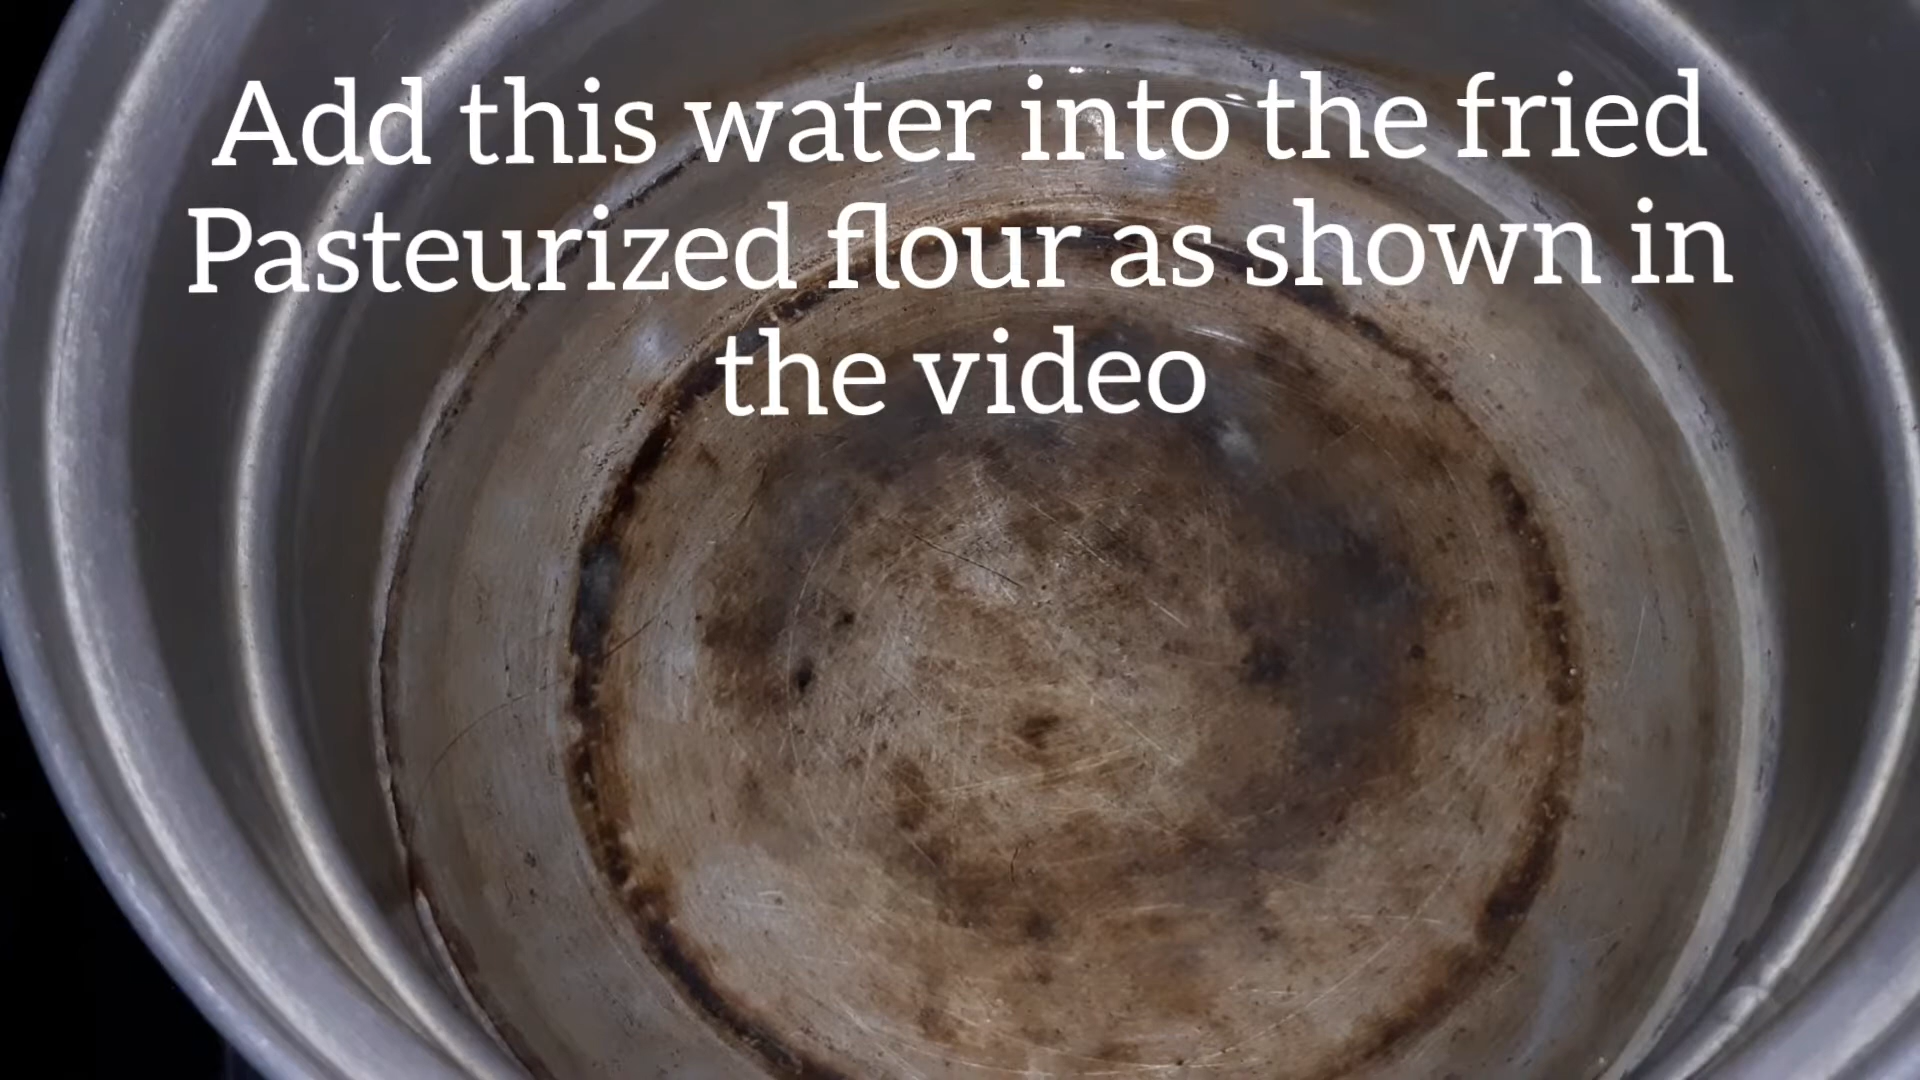 Add this water into the fried
Pasteurized flour as shown in
the video